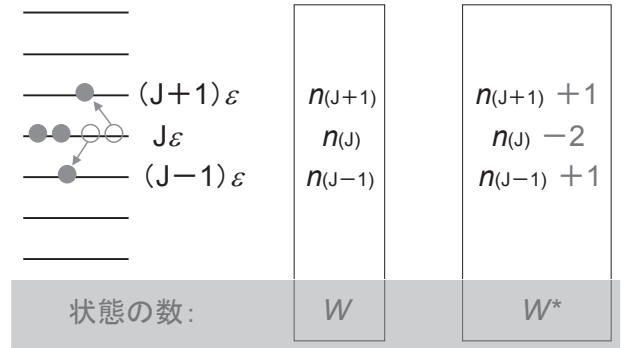 (J+1)ε n(J+1) n(J+1) +1
Jε n(J) n(J) −2
(J−1)ε n(J−1) n(J−1) +1
状態の数: W W*